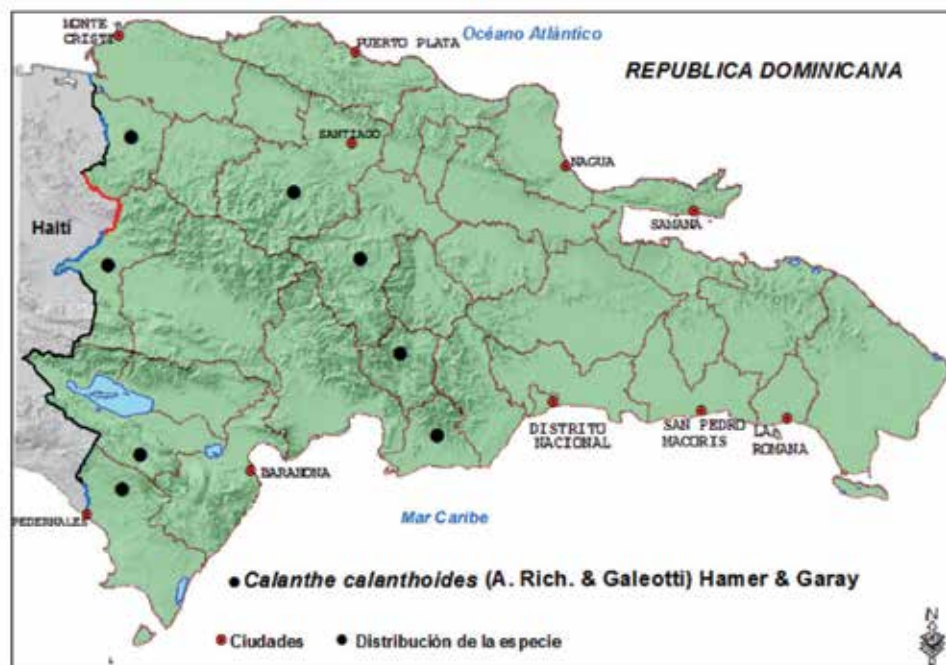 MONTE
CRISTI
Océano Atlántico
PUERTO PLATA
REPUBLICA DOMINICANA
SANTIAGO
NAGUA
SAMANA
Haití
DISTRITO
NACIONAL
SAN PEDRO
MACORIS
LA
ROMANA
BARAHONA
PEDERNALES
Mar Caribe
Calanthe calanthoides (A. Rich. & Galeotti) Hamer & Garay
Ciudades
Distribución de la especie
N